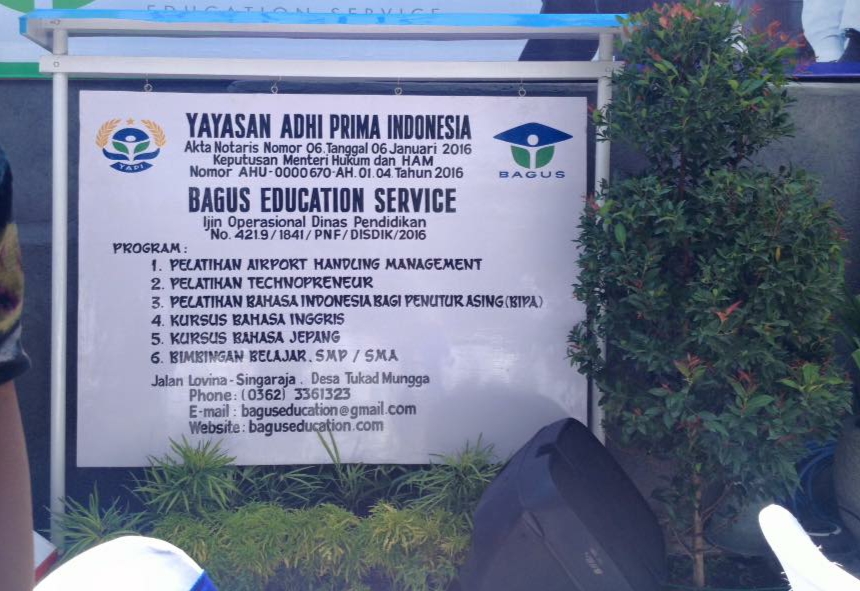 EDUCATION SERVICE
YAYASAN ADHI PRIMA INDONESIA
Akta Notaris Nomor 06.Tanggal 06 Januari 2016
Keputusan Menteri Hukum dan HAM
Nomor AHU-0000670-AH.01.04.Tahun 2016
YAPI
BAGUS
BAGUS EDUCATION SERVICE
Ijin Operasional Dinas Pendidikan
No. 421.9/1841/PNF/DISDIK/2016
PROGRAM:
1. PELATIHAN AIRPORT HANDLING MANAGEMENT
2. PELATIHAN TECHNOPRENEUR
3. PELATIHAN BAHASA INDONESIA BAGI PENUTUR ASING (BIPA)
4. KURSUS BAHASA INGGRIS
5. KURSUS BAHASA JEPANG
6. BIMBINGAN BELAJAR. SMP / SMA
Jalan Lovina-Singaraja. Desa Tukad Mungga
Phone: (0362) 3361323
E-mail: baguseducation@gmail.com
Website: baguseducation.com